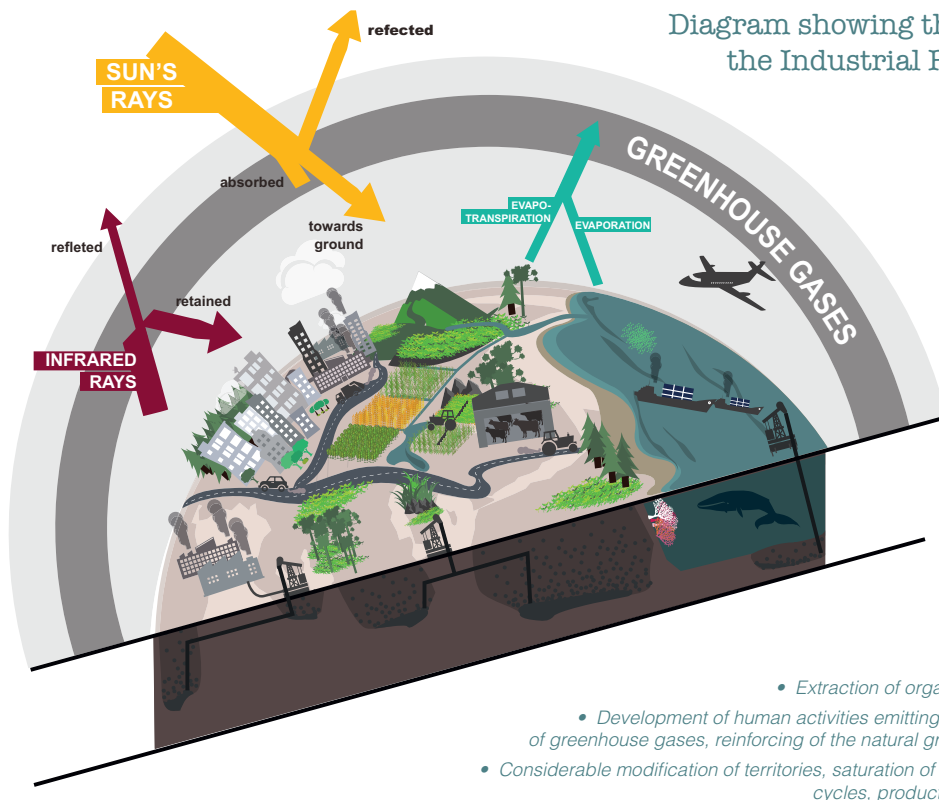 Diagram showing th
the Industrial
refected
SUN'S
RAYS
absorbed
towards
ground
GREENHOUSE GASES
EVAPO-
TRANSPIRATION
EVAPORATION
refleted
retained
INFRARED
RAYS
• Extraction of orga
• Development of human activities emitting
of greenhouse gases, reinforcing of the natural gr
• Considerable modification of territories, saturation of
cycles, produc